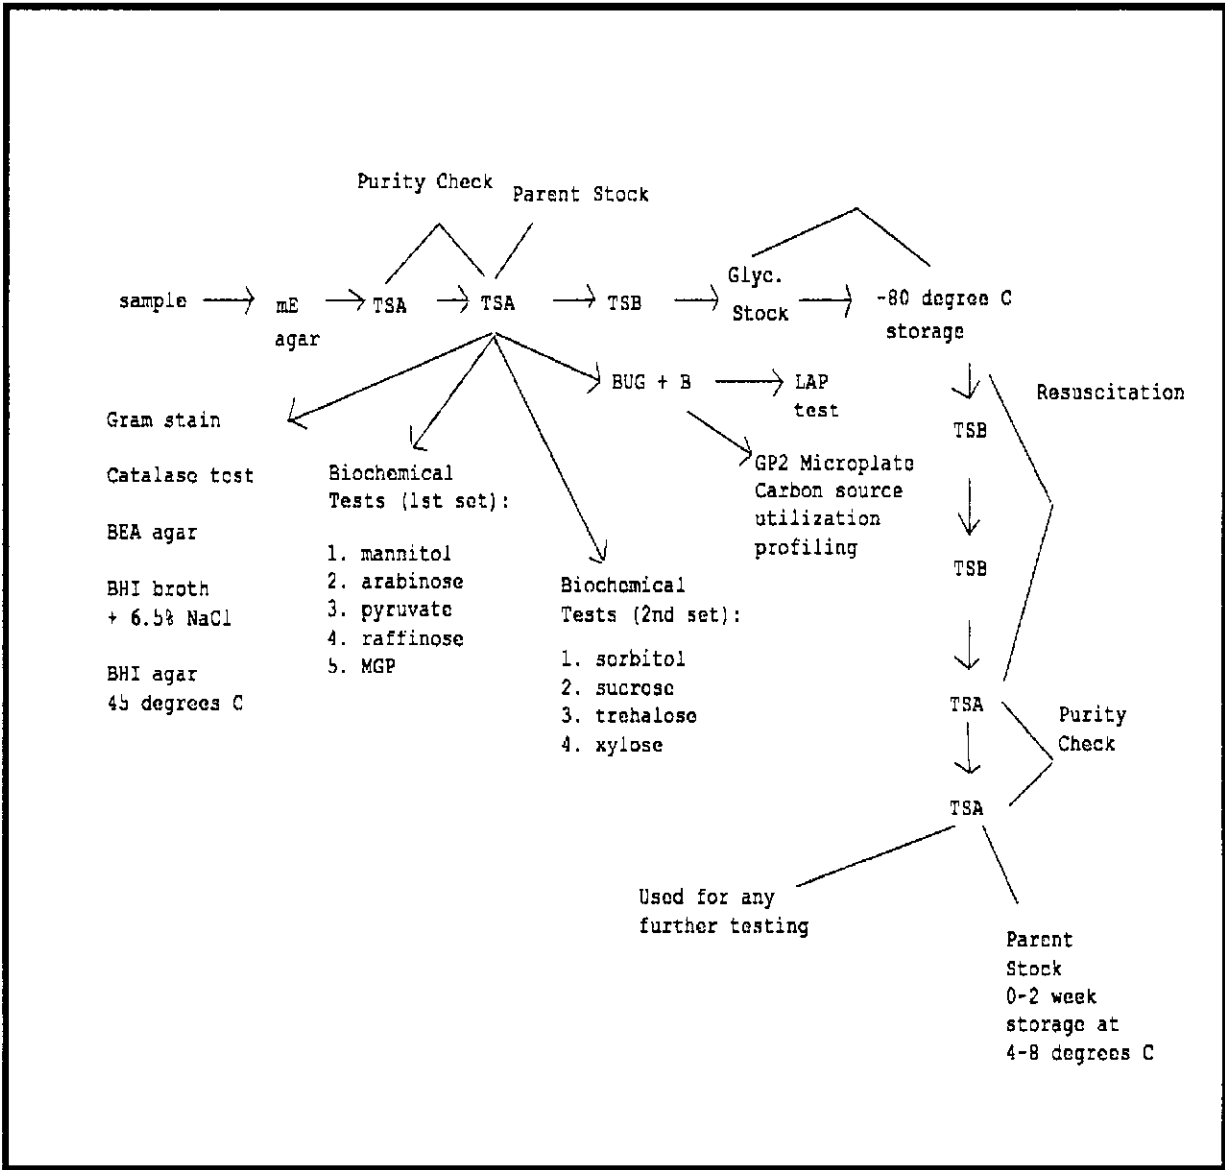 Purity Check
Parent Stock
sample
mE
agar
TSA
TSA
TSB
Glyc.
Stock
-80 degree C
storage
Gram stain
Catalase test
BEA agar
BHI broth
+ 6.5% NaCl
BHI agar
45 degrees C
Biochemical
Tests (1st set):
1. mannitol
2. arabinose
3. pyruvate
4. raffinose
5. MGP
Biochemical
Tests (2nd set):
1. sorbitol
2. sucrose
3. trehalose
4. xylose
BUG + B
LAP
test
GP2 Microplate
Carbon source
utilization
profiling
Resuscitation
TSB
TSB
TSA
Purity
Check
TSA
Used for any
further testing
Parent
Stock
0-2 week
storage at
4-8 degrees C